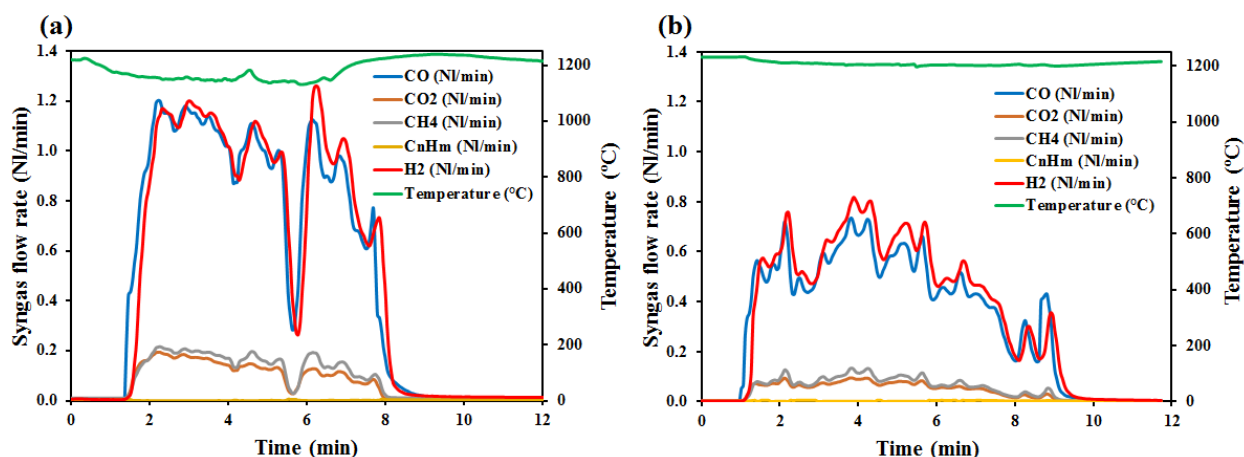 (a)
Syngas flow rate (Nl/min)
1.4
1.2
1.0
0.8
0.6
0.4
0.2
0.0
CO (Nl/min)
CO2 (Nl/min)
CH4 (Nl/min)
CnHm (Nl/min)
H2 (Nl/min)
Temperature (°C)
1200
1000
800
600
400
200
0
Temperature (ºC)
0 2 4 6 8 10 12
Time (min)
(b)
Syngas flow rate (Nl/min)
1.4
1.2
1.0
0.8
0.6
0.4
0.2
0.0
CO (Nl/min)
CO2 (Nl/min)
CH4 (Nl/min)
CnHm (Nl/min)
H2 (Nl/min)
Temperature (°C)
1200
1000
800
600
400
200
0
Temperature (ºC)
0 2 4 6 8 10 12
Time (min)